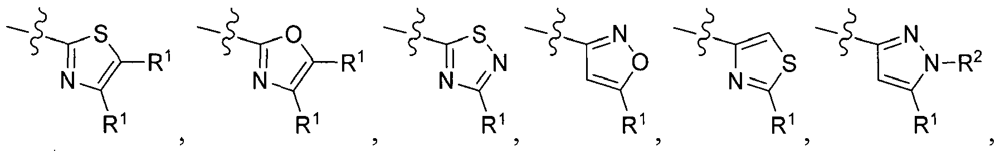 S N R¹ R¹ ,
O N R¹ R¹ ,
S N N R¹ ,
N O R¹ ,
S N R¹ ,
N N–R² R¹ ,